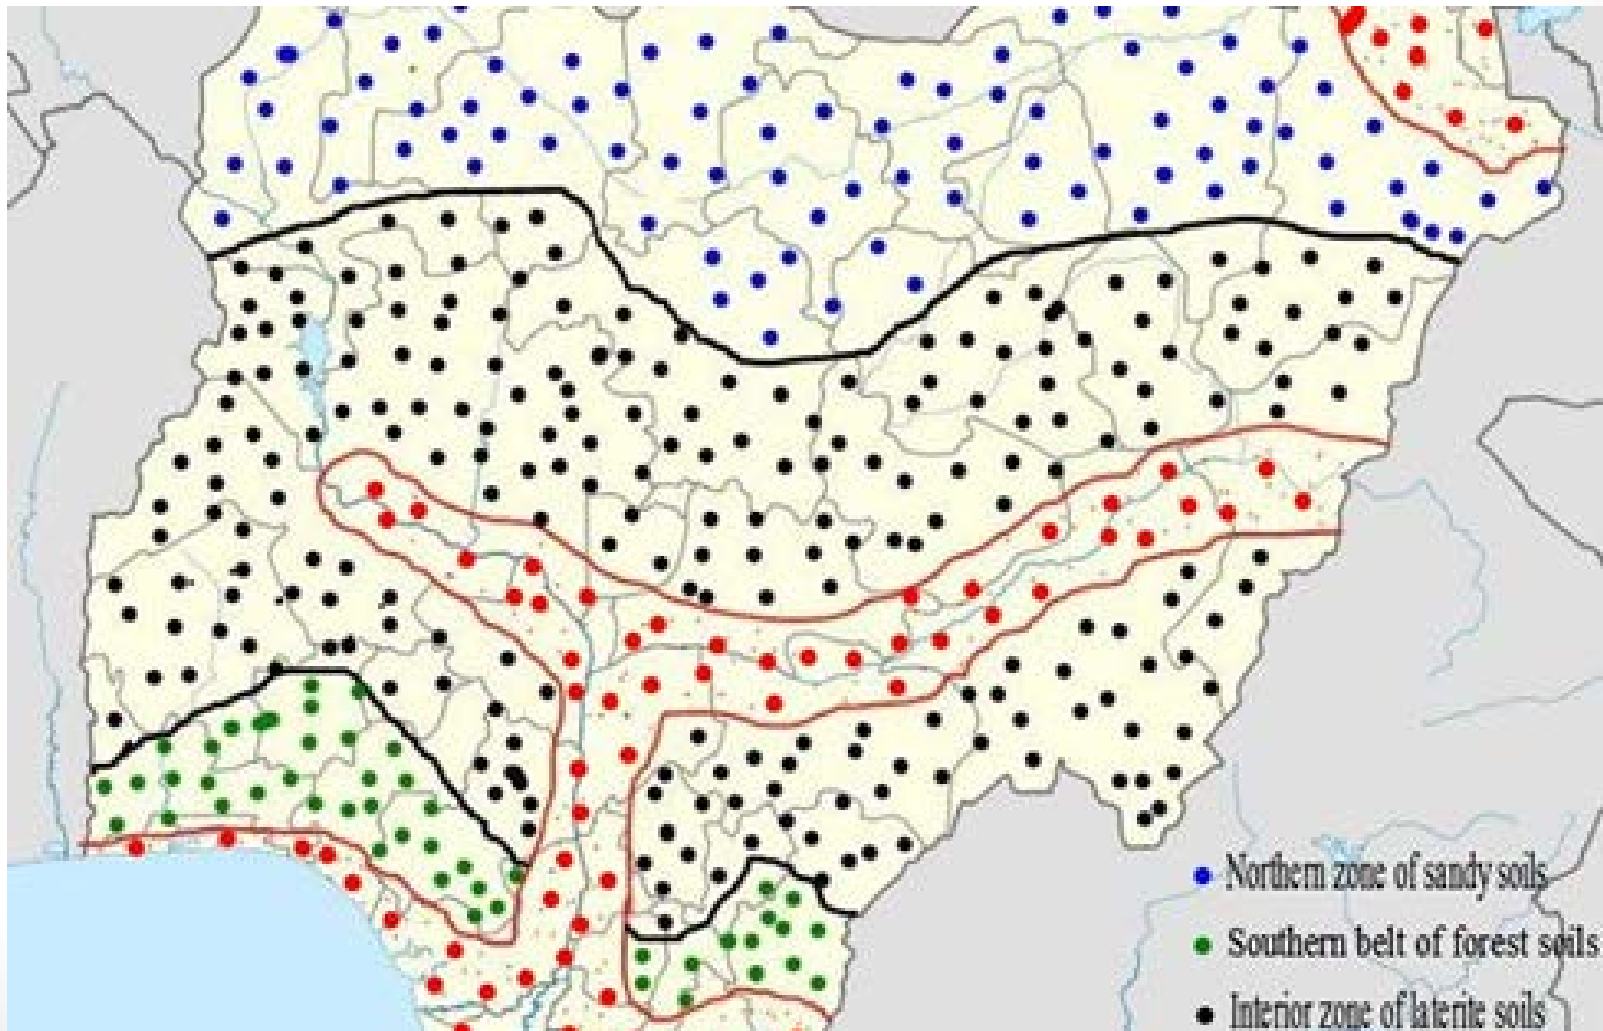 Northern zone of sandy soils
Southern belt of forest soils
Interior zone of laterite soils